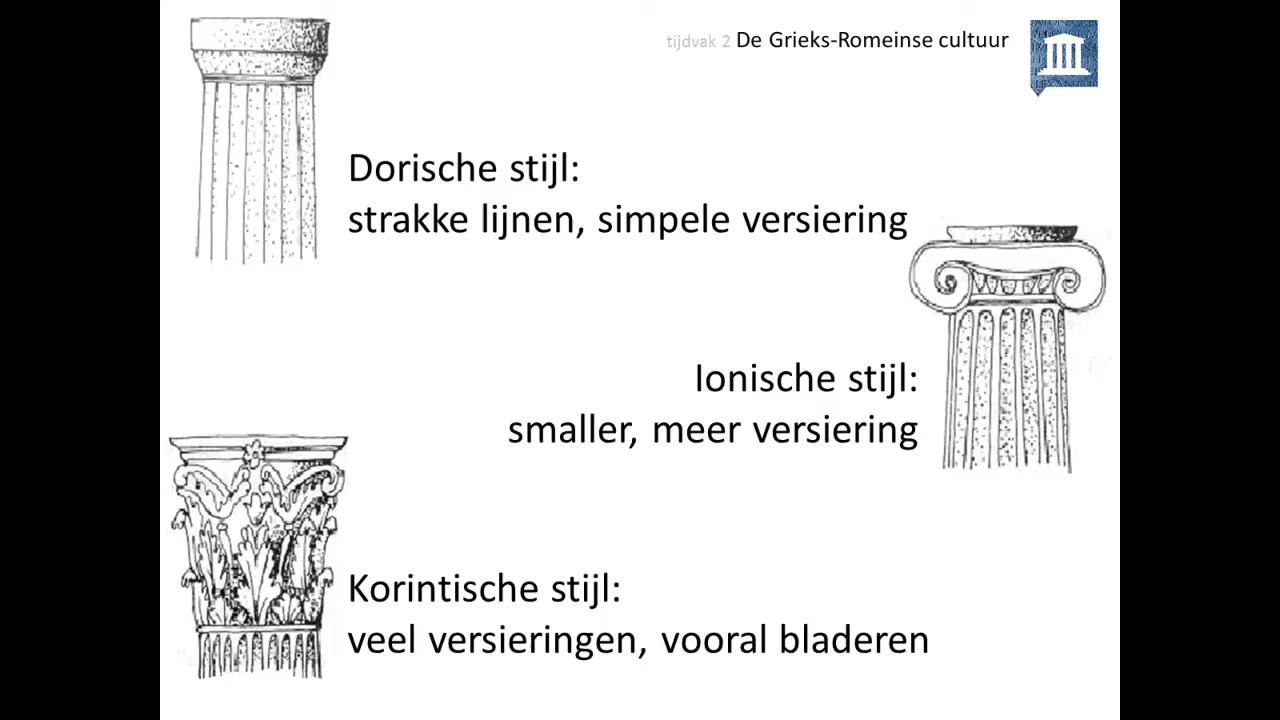 tijdvak 2 De Grieks-Romeinse cultuur
Dorische stijl:
strakke lijnen, simpele versiering
Ionische stijl:
smaller, meer versiering
Korintische stijl:
veel versieringen, vooral bladeren